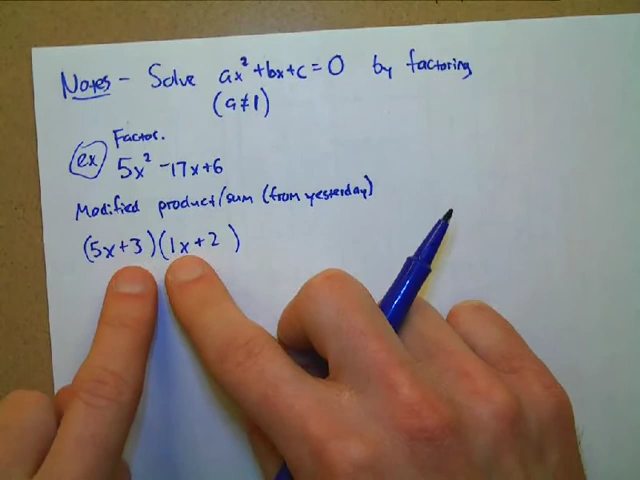 Notes - Solve ax² + bx + c = 0 by factoring
(a ≠ 1)
Factor.
ex 5x² - 17x + 6
Modified product/sum (from yesterday)
(5x + 3)(1x + 2 )